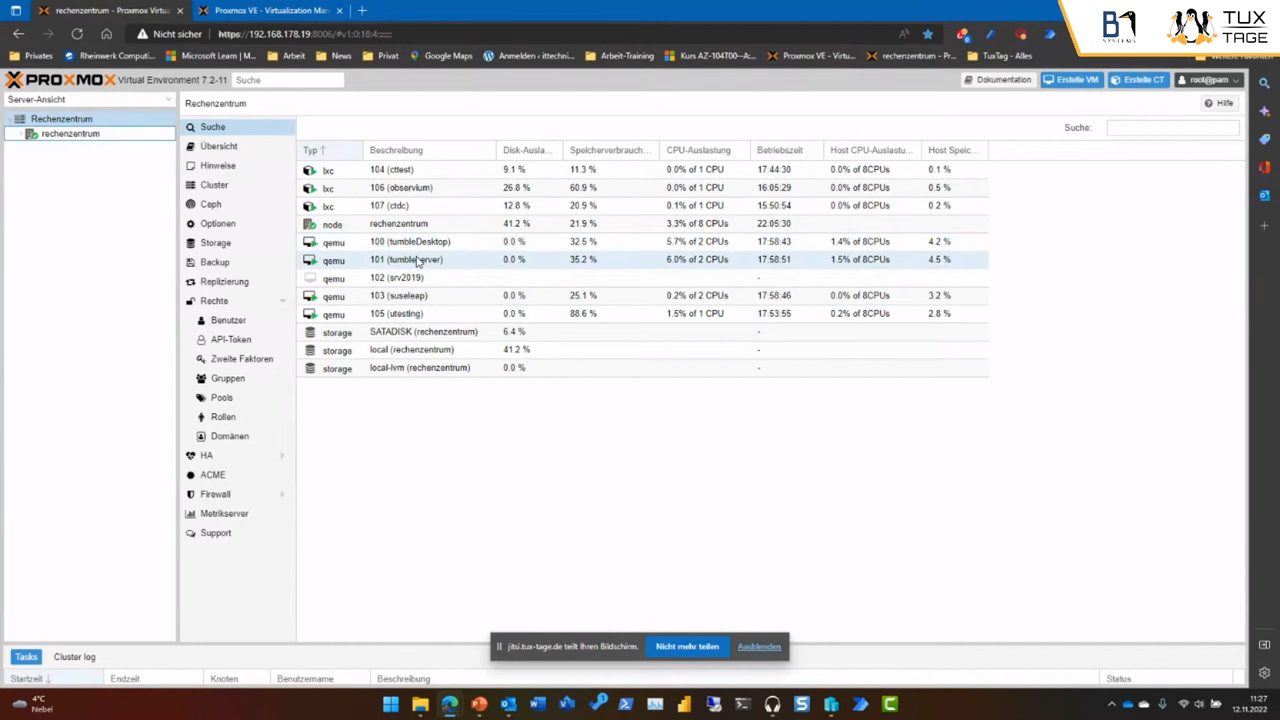 rechenzentrum - Proxmox Virtu
Proxmox VE - Virtualization Man
Nicht sicher
https://192.168.178.19:8006/#v1:0:18:4:::::
Privates
Rheinwerk Computi...
Microsoft Learn | M...
Arbeit
News
Privat
Google Maps
Anmelden ‹ ittechni...
Arbeit-Training
Kurs AZ-104T00--A...
Proxmox VE - Virtu...
rechenzentrum - Pr...
TuxTag - Alles
Weitere Favoriten
B1
SYSTEMS
TUX
TAGE
PROXMOX Virtual Environment 7.2-11
Suche
Dokumentation
Erstelle VM
Erstelle CT
root@pam
Server-Ansicht
Rechenzentrum
rechenzentrum
Rechenzentrum
Hilfe
Suche
Übersicht
Hinweise
Cluster
Ceph
Optionen
Storage
Backup
Replizierung
Rechte
Benutzer
API-Token
Zweite Faktoren
Gruppen
Pools
Rollen
Domänen
HA
ACME
Firewall
Metrikserver
Support
Suche:
Typ Beschreibung Disk-Ausla... Speicherverbrauch... CPU-Auslastung Betriebszeit Host CPU-Auslastu... Host Speic...
lxc 104 (cttest) 9.1 % 11.3 % 0.0% of 1 CPU 17:44:30 0.0% of 8CPUs 0.1 %
lxc 106 (observium) 26.8 % 60.9 % 0.0% of 1 CPU 16:05:29 0.0% of 8CPUs 0.5 %
lxc 107 (ctdc) 12.8 % 20.9 % 0.1% of 1 CPU 15:50:54 0.0% of 8CPUs 0.2 %
node rechenzentrum 41.2 % 21.9 % 3.3% of 8 CPUs 22:05:30
qemu 100 (tumbleDesktop) 0.0 % 32.5 % 5.7% of 2 CPUs 17:58:43 1.4% of 8CPUs 4.2 %
qemu 101 (tumbleserver) 0.0 % 35.2 % 6.0% of 2 CPUs 17:58:51 1.5% of 8CPUs 4.5 %
qemu 102 (srv2019) -
qemu 103 (suseleap) 0.0 % 25.1 % 0.2% of 2 CPUs 17:58:46 0.0% of 8CPUs 3.2 %
qemu 105 (utesting) 0.0 % 88.6 % 1.5% of 1 CPU 17:53:55 0.2% of 8CPUs 2.8 %
storage SATADISK (rechenzentrum) 6.4 % -
storage local (rechenzentrum) 41.2 % -
storage local-lvm (rechenzentrum) 0.0 % -
jitsi.tux-tage.de teilt Ihren Bildschirm.
Nicht mehr teilen
Ausblenden
Tasks
Cluster log
Startzeit Endzeit Knoten Benutzername Beschreibung Status
4°C
Nebel
11:27
12.11.2022